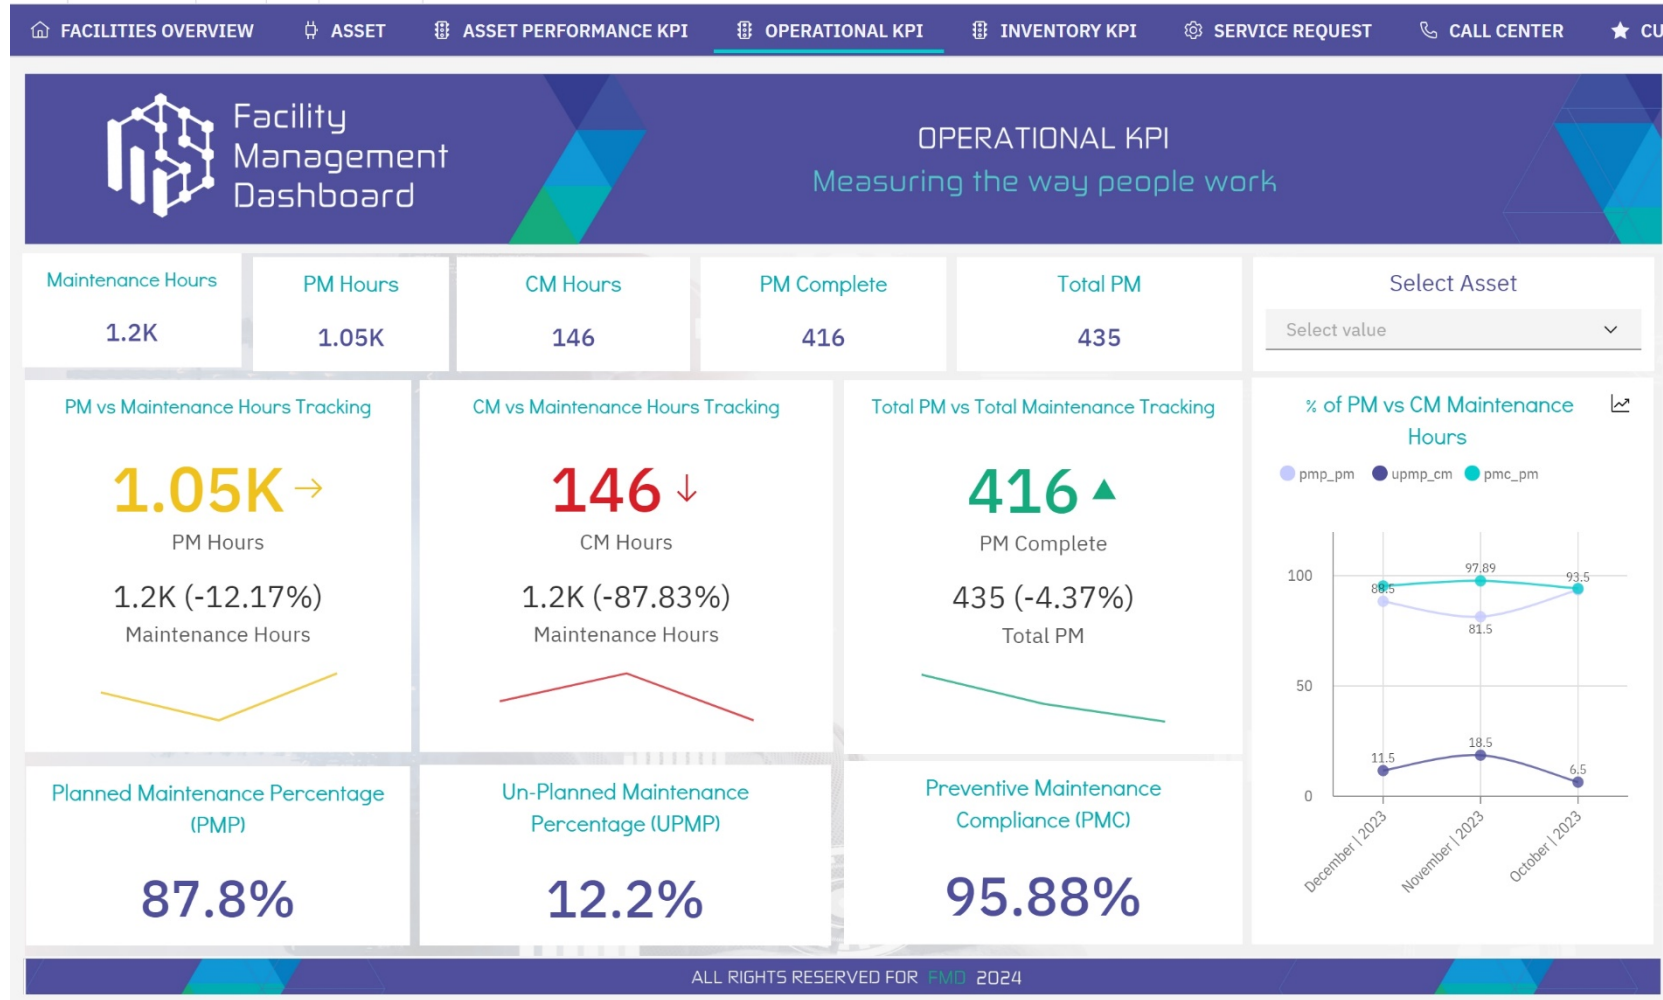 FACILITIES OVERVIEW
ASSET
ASSET PERFORMANCE KPI
OPERATIONAL KPI
INVENTORY KPI
SERVICE REQUEST
CALL CENTER
CU
Facility
Management
Dashboard
OPERATIONAL KPI
Measuring the way people work
Maintenance Hours
1.2K
PM Hours
1.05K
CM Hours
146
PM Complete
416
Total PM
435
Select Asset
Select value
PM vs Maintenance Hours Tracking
1.05K
PM Hours
1.2K (-12.17%)
Maintenance Hours
CM vs Maintenance Hours Tracking
146
CM Hours
1.2K (-87.83%)
Maintenance Hours
Total PM vs Total Maintenance Tracking
416
PM Complete
435 (-4.37%)
Total PM
% of PM vs CM Maintenance
Hours
pmp_pm
upmp_cm
pmc_pm
100
50
0
88.5
97.89
93.5
81.5
11.5
18.5
6.5
December | 2023
November | 2023
October | 2023
Planned Maintenance Percentage
(PMP)
87.8%
Un-Planned Maintenance
Percentage (UPMP)
12.2%
Preventive Maintenance
Compliance (PMC)
95.88%
ALL RIGHTS RESERVED FOR FMD 2024